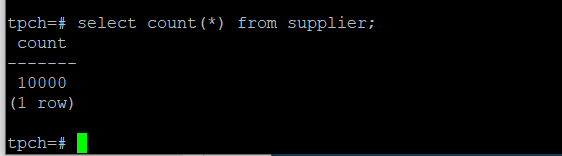 tpch=# select count(*) from supplier;
count
-------
10000
(1 row)
tpch=#